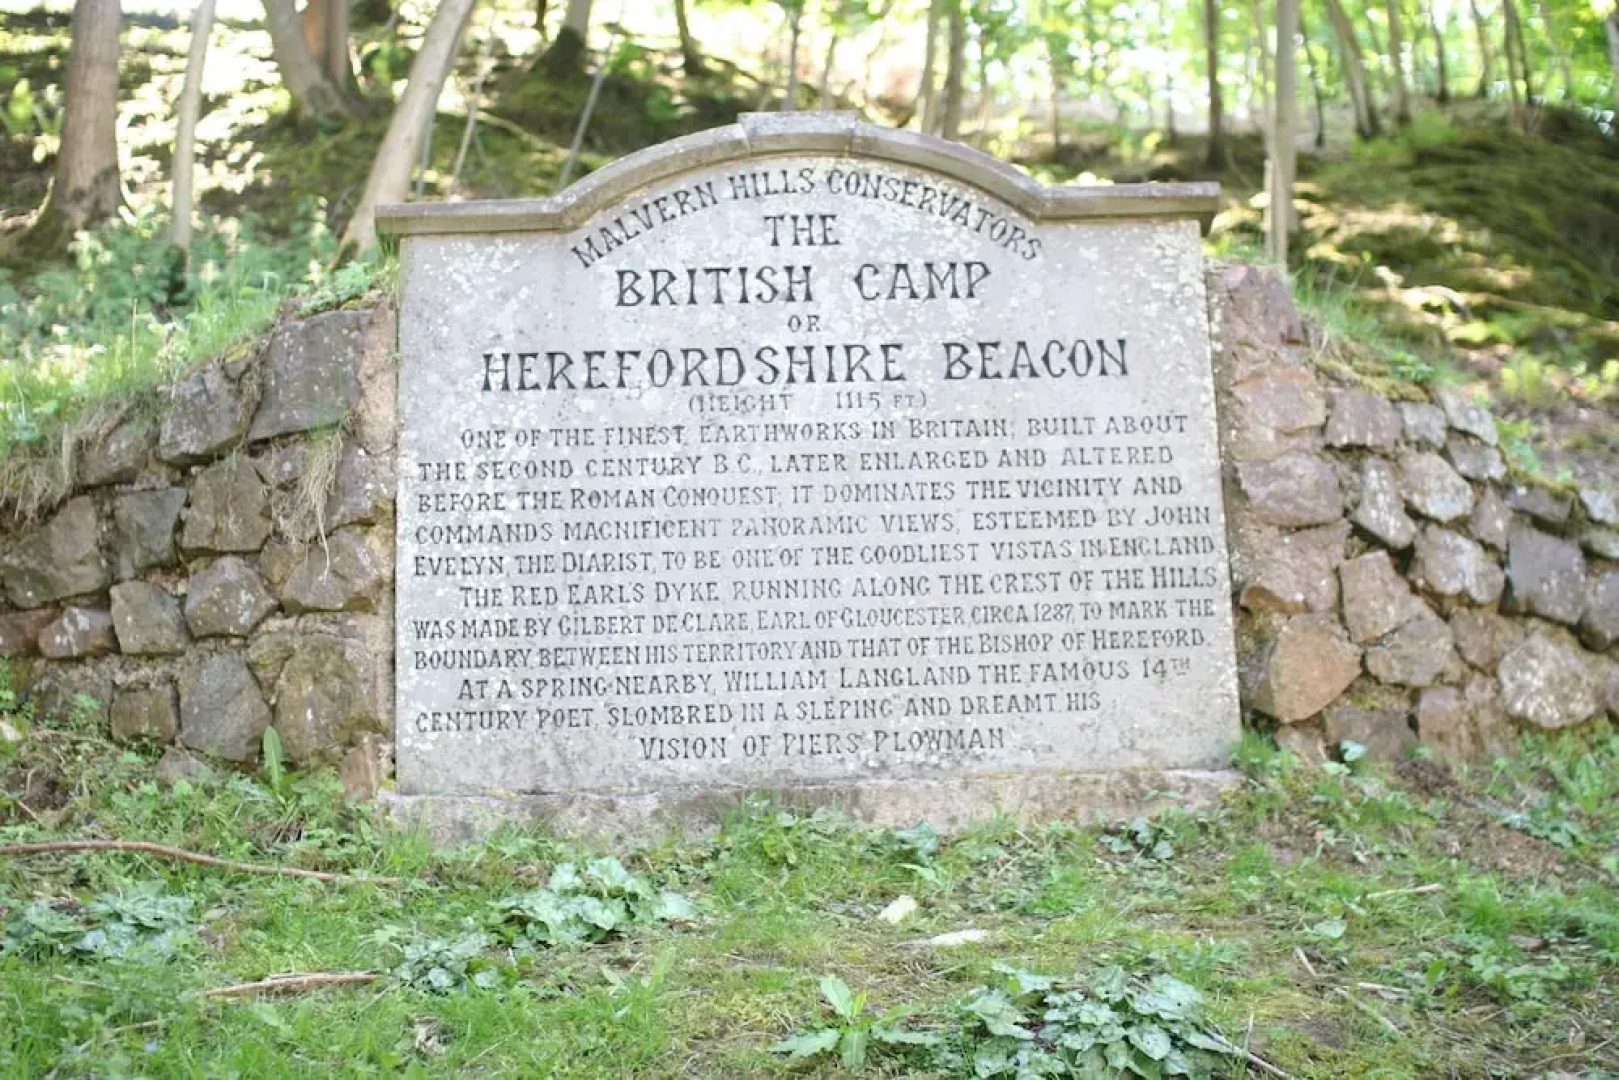 MALVERN HILLS CONSERVATORS
THE
BRITISH CAMP
OR
HEREFORDSHIRE BEACON
(HEIGHT 1115 FT)
ONE OF THE FINEST EARTHWORKS IN BRITAIN; BUILT ABOUT
THE SECOND CENTURY B.C., LATER ENLARGED AND ALTERED
BEFORE THE ROMAN CONQUEST; IT DOMINATES THE VICINITY AND
COMMANDS MAGNIFICENT PANORAMIC VIEWS, ESTEEMED BY JOHN
EVELYN, THE DIARIST, TO BE ONE OF THE GOODLIEST VISTAS IN ENGLAND
THE RED EARL'S DYKE RUNNING ALONG THE CREST OF THE HILLS,
WAS MADE BY GILBERT DE CLARE, EARL OF GLOUCESTER, CIRCA 1287, TO MARK THE
BOUNDARY BETWEEN HIS TERRITORY AND THAT OF THE BISHOP OF HEREFORD.
AT A SPRING NEARBY, WILLIAM LANGLAND THE FAMOUS 14TH
CENTURY POET, "SLOMBRED IN A SLEPING" AND DREAMT HIS
"VISION OF PIERS PLOWMAN"